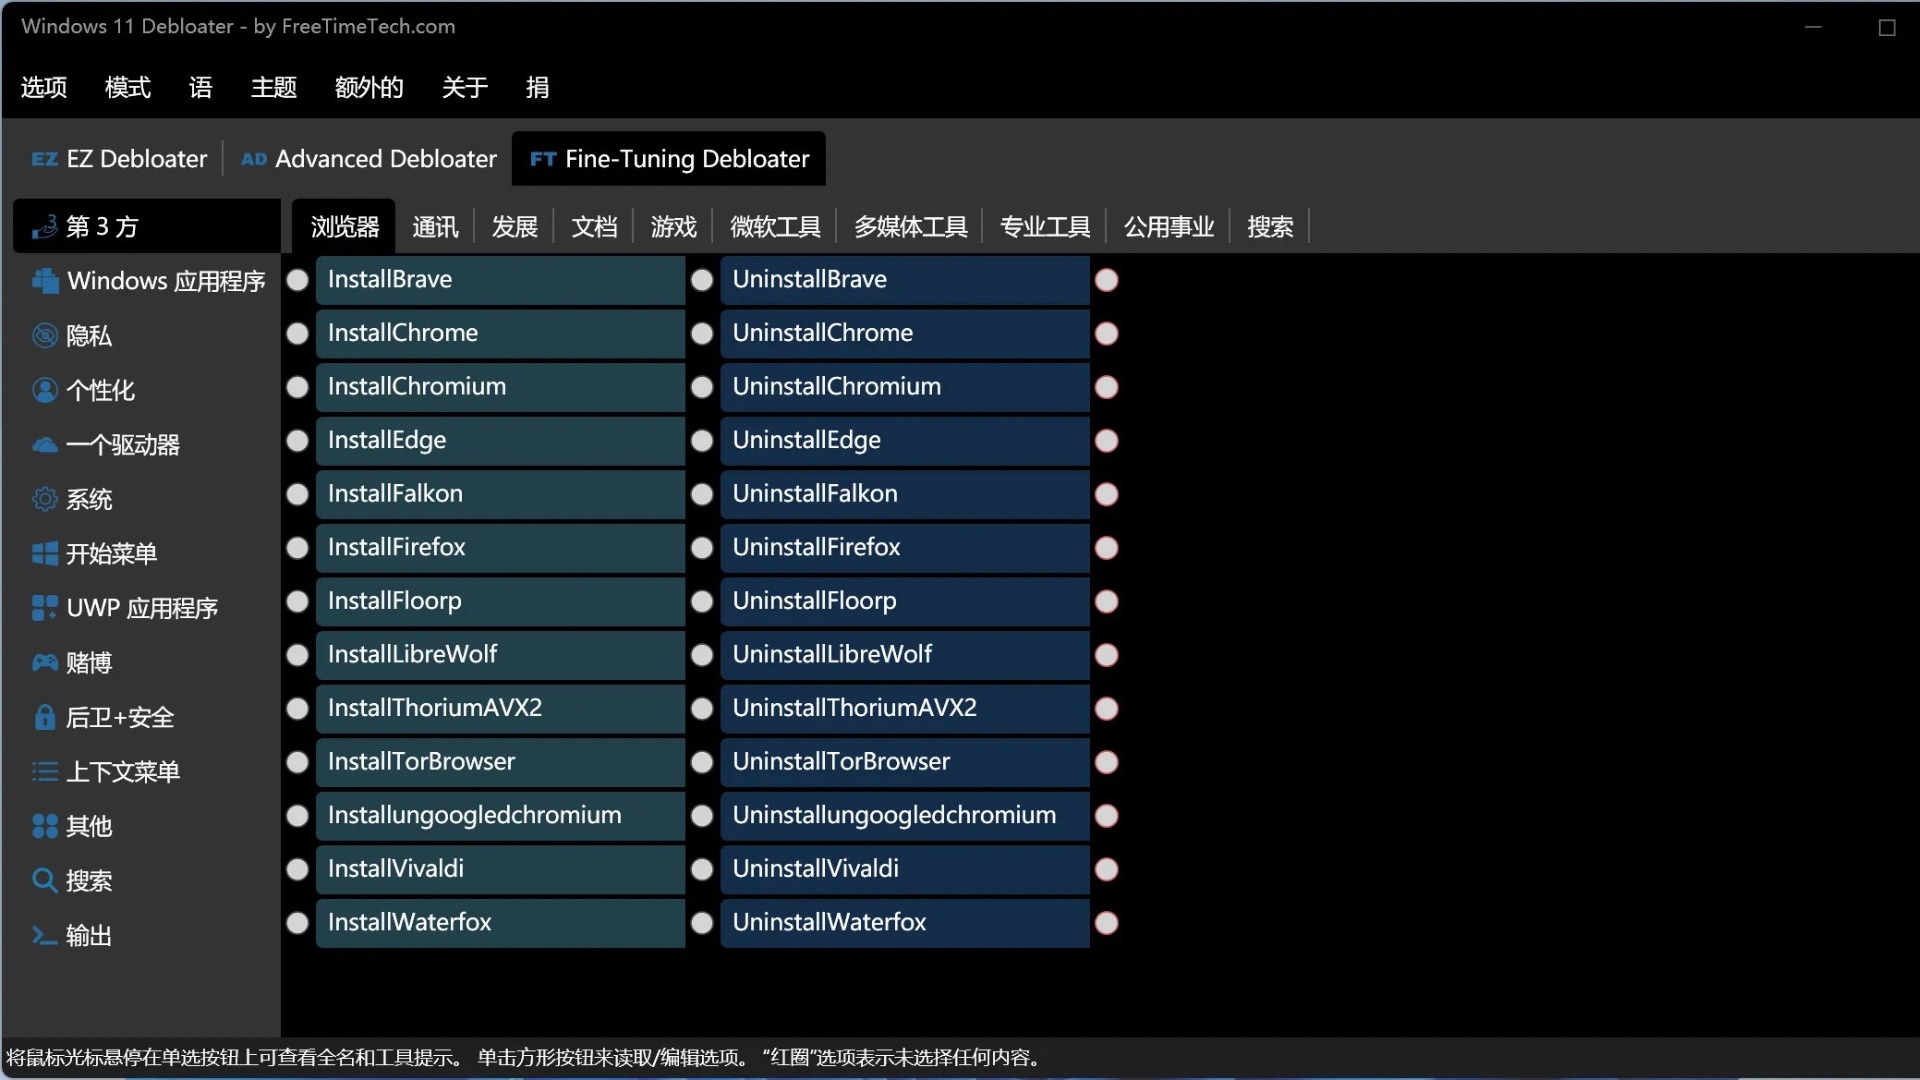 Windows 11 Debloater - by FreeTimeTech.com
选项 模式 语 主题 额外的 关于 捐
EZ EZ Debloater AD Advanced Debloater FT Fine-Tuning Debloater
第 3 方
Windows 应用程序
隐私
个性化
一个驱动器
系统
开始菜单
UWP 应用程序
赌博
后卫+安全
上下文菜单
其他
搜索
输出
浏览器 通讯 发展 文档 游戏 微软工具 多媒体工具 专业工具 公用事业 搜索
InstallBrave UninstallBrave
InstallChrome UninstallChrome
InstallChromium UninstallChromium
InstallEdge UninstallEdge
InstallFalkon UninstallFalkon
InstallFirefox UninstallFirefox
InstallFloorp UninstallFloorp
InstallLibreWolf UninstallLibreWolf
InstallThoriumAVX2 UninstallThoriumAVX2
InstallTorBrowser UninstallTorBrowser
Installungoogledchromium Uninstallungoogledchromium
InstallVivaldi UninstallVivaldi
InstallWaterfox UninstallWaterfox
将鼠标光标悬停在单选按钮上可查看全名和工具提示。 单击方形按钮来读取/编辑选项。 “红圈”选项表示未选择任何内容。